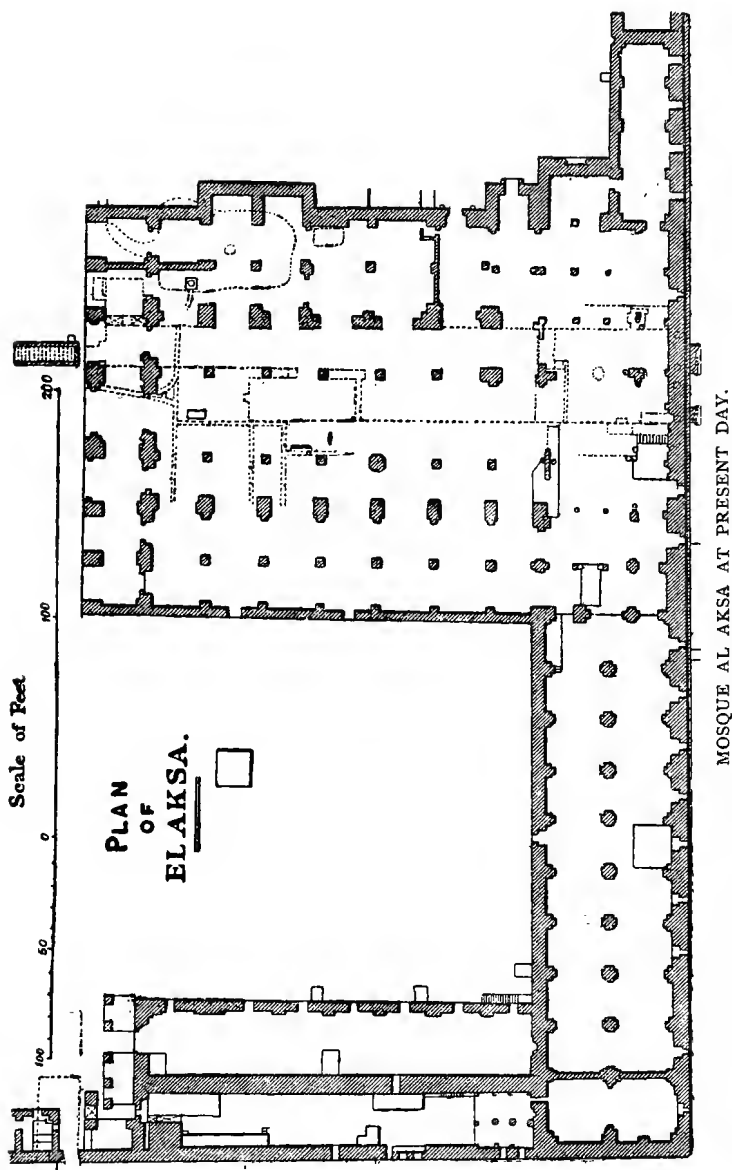 Scale of Feet
100
50
0
100
200
PLAN
OF
EL AKSA.
MOSQUE AL AKSA AT PRESENT DAY.